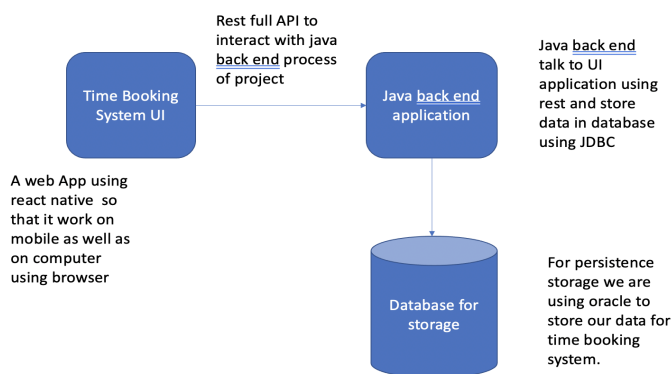 Rest full API to
interact with java
back end process
of project
Time Booking
System UI
Java back end
application
Java back end
talk to UI
application using
rest and store
data in database
using JDBC
A web App using
react native  so
that it work on
mobile as well as
on computer
using browser
Database for
storage
For persistence
storage we are
using oracle to
store our data for
time booking
system.